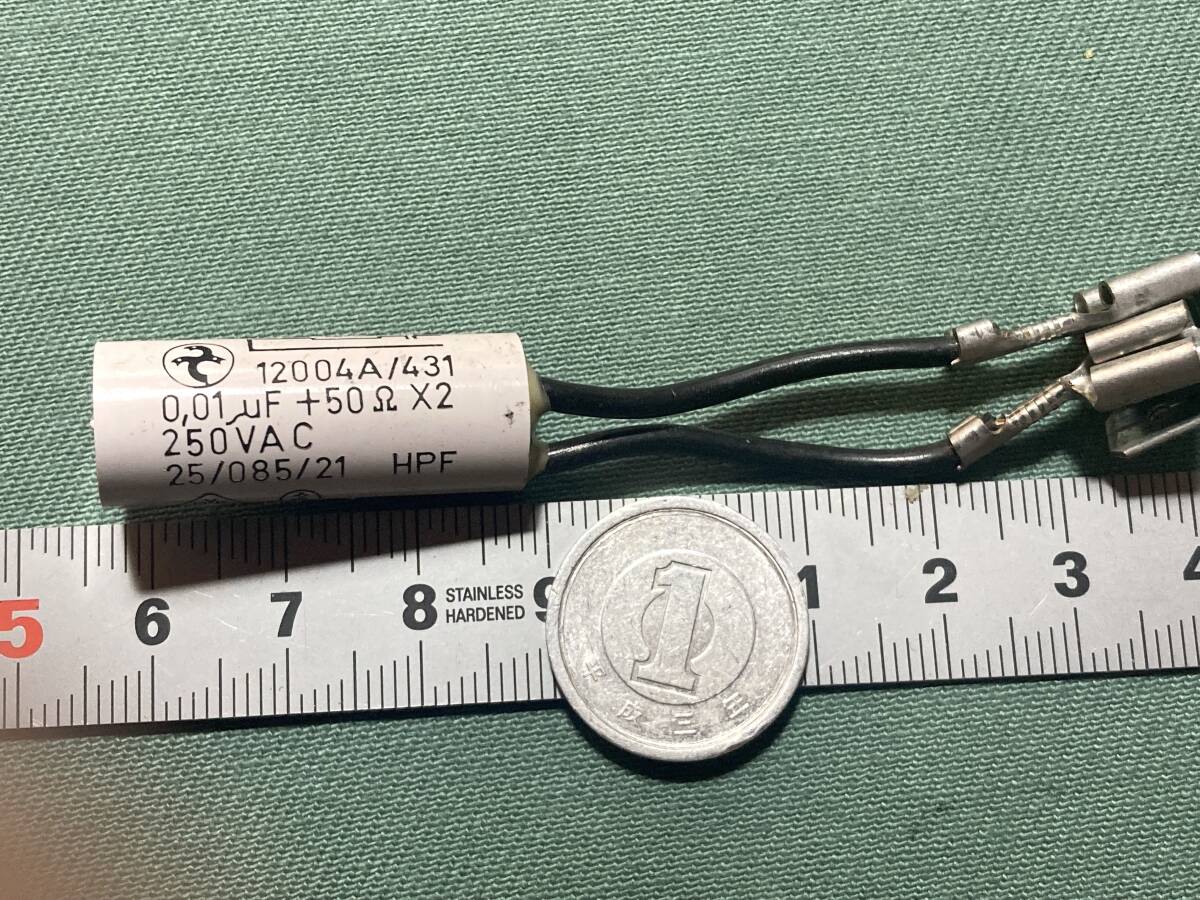 12004A/431
0,01µF +50Ω X2
250VAC
25/085/21 HPF
5 6 7 8 STAINLESS HARDENED 9 1 2 3 4
1
平成三年